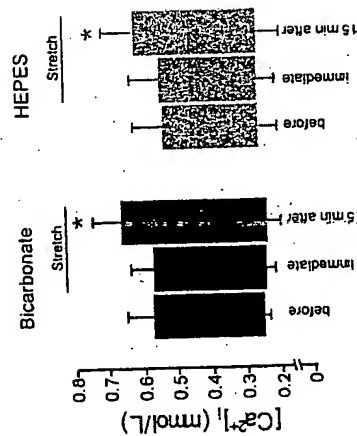 Bicarbonate
HEPES
Stretch
Stretch
*
*
[Ca²⁺]ᵢ (nmol/L)
0.8
0.7
0.6
0.5
0.4
0.3
0.2
0
before
immediate
15 min after
before
immediate
15 min after